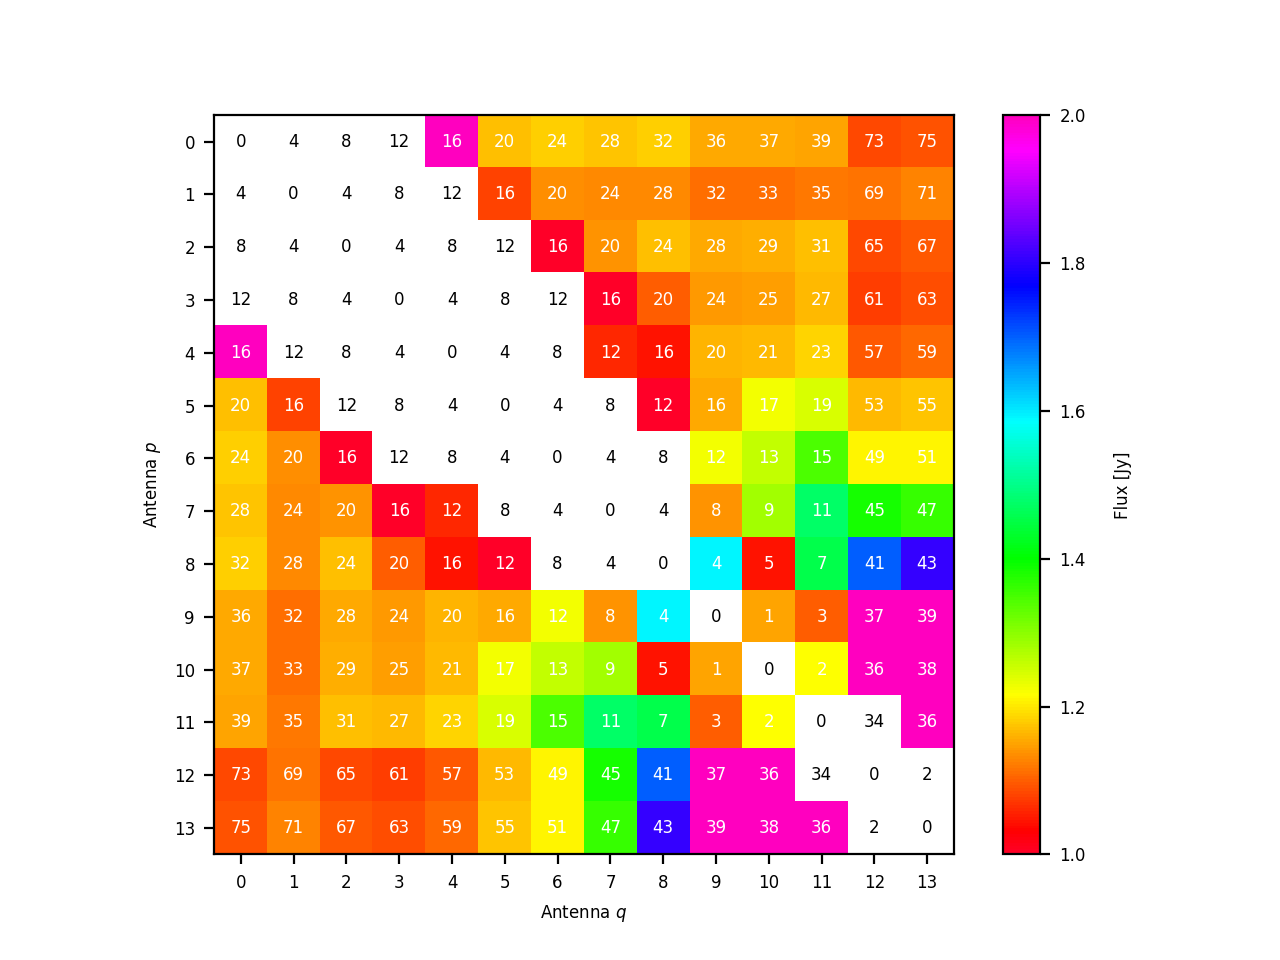 0 0 4 8 12 16 20 24 28 32 36 37 39 73 75 2.0
1 4 0 4 8 12 16 20 24 28 32 33 35 69 71
2 8 4 0 4 8 12 16 20 24 28 29 31 65 67 1.8
3 12 8 4 0 4 8 12 16 20 24 25 27 61 63
4 16 12 8 4 0 4 8 12 16 20 21 23 57 59
5 20 16 12 8 4 0 4 8 12 16 17 19 53 55 1.6
6 24 20 16 12 8 4 0 4 8 12 13 15 49 51
Antenna p
Flux [Jy]
7 28 24 20 16 12 8 4 0 4 8 9 11 45 47
8 32 28 24 20 16 12 8 4 0 4 5 7 41 43 1.4
9 36 32 28 24 20 16 12 8 4 0 1 3 37 39
10 37 33 29 25 21 17 13 9 5 1 0 2 36 38
11 39 35 31 27 23 19 15 11 7 3 2 0 34 36 1.2
12 73 69 65 61 57 53 49 45 41 37 36 34 0 2
13 75 71 67 63 59 55 51 47 43 39 38 36 2 0 1.0
0 1 2 3 4 5 6 7 8 9 10 11 12 13
Antenna q